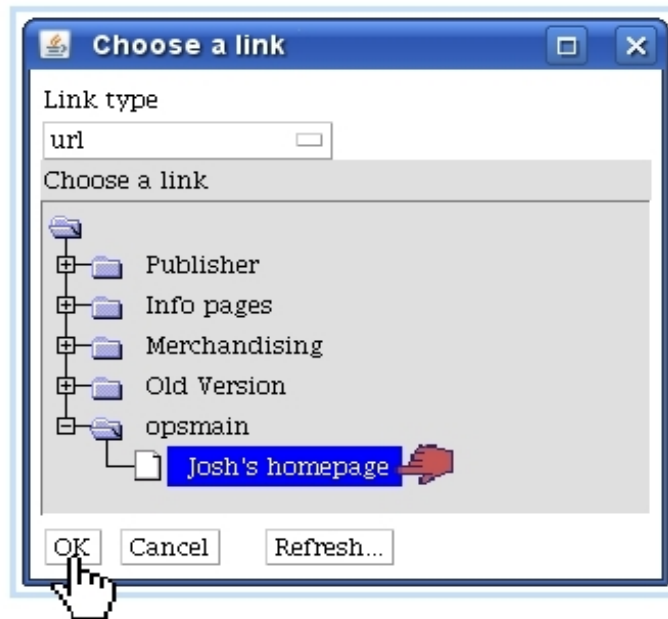 Choose a link
Link type
url
Choose a link
Publisher
Info pages
Merchandising
Old Version
opsmain
Josh's homepage
OK Cancel Refresh...